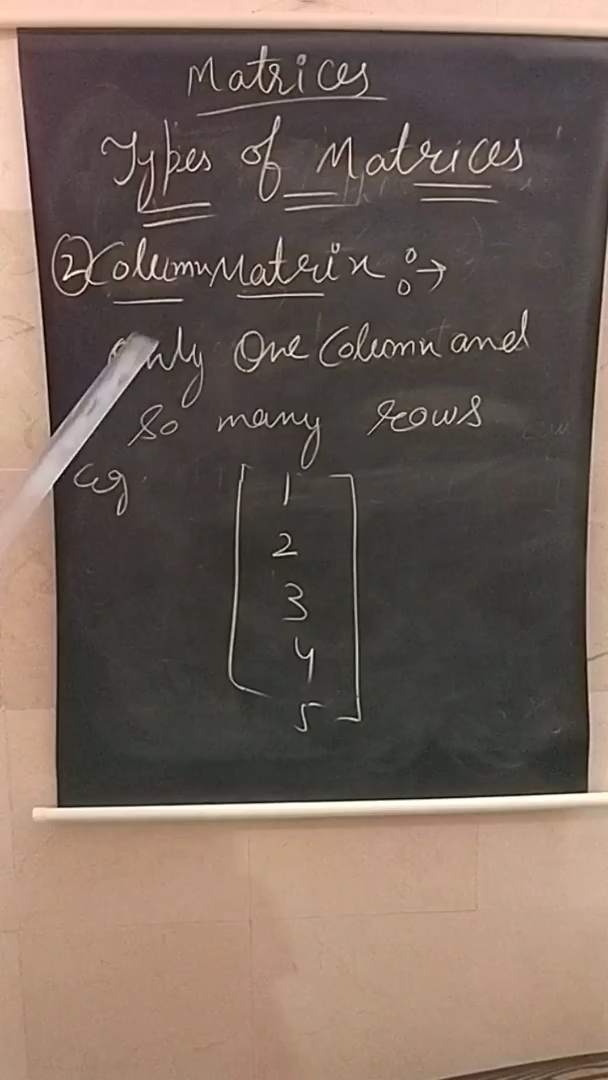 Matrices
Types of Matrices
② Column Matrix :→
Only One Column and
so many rows
eg
1
2
3
4
5